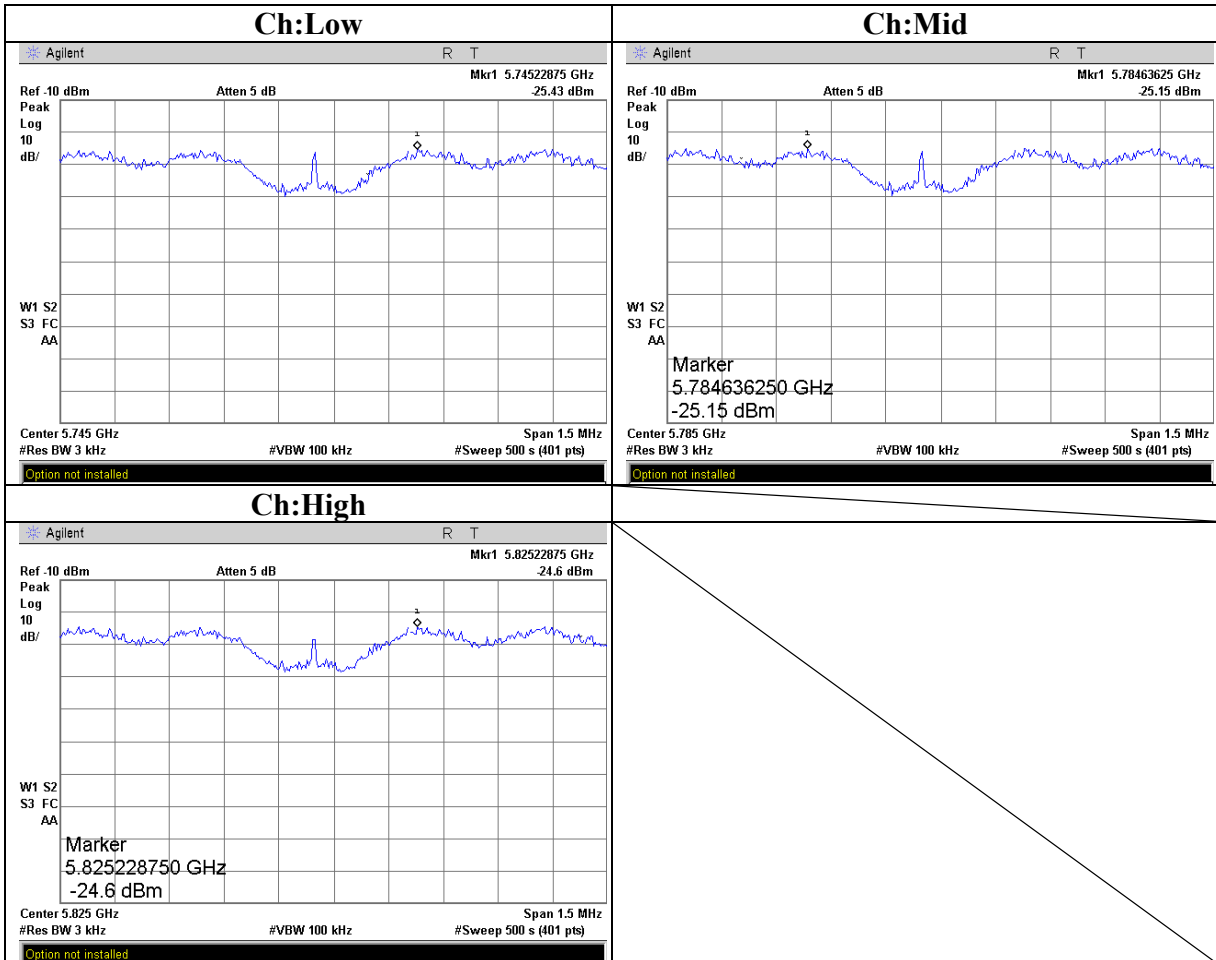 Ch:Low
Agilent R T
Mkr1 5.74522875 GHz
Ref -10 dBm Atten 5 dB -25.43 dBm
Peak
Log
10
dB/
1
W1 S2
S3 FC
AA
Center 5.745 GHz Span 1.5 MHz
#Res BW 3 kHz #VBW 100 kHz #Sweep 500 s (401 pts)
Option not installed
Ch:Mid
Agilent R T
Mkr1 5.78463625 GHz
Ref -10 dBm Atten 5 dB -25.15 dBm
Peak
Log
10
dB/
1
W1 S2
S3 FC
AA
Marker
5.784636250 GHz
-25.15 dBm
Center 5.785 GHz Span 1.5 MHz
#Res BW 3 kHz #VBW 100 kHz #Sweep 500 s (401 pts)
Option not installed
Ch:High
Agilent R T
Mkr1 5.82522875 GHz
Ref -10 dBm Atten 5 dB -24.6 dBm
Peak
Log
10
dB/
1
W1 S2
S3 FC
AA
Marker
5.825228750 GHz
-24.6 dBm
Center 5.825 GHz Span 1.5 MHz
#Res BW 3 kHz #VBW 100 kHz #Sweep 500 s (401 pts)
Option not installed